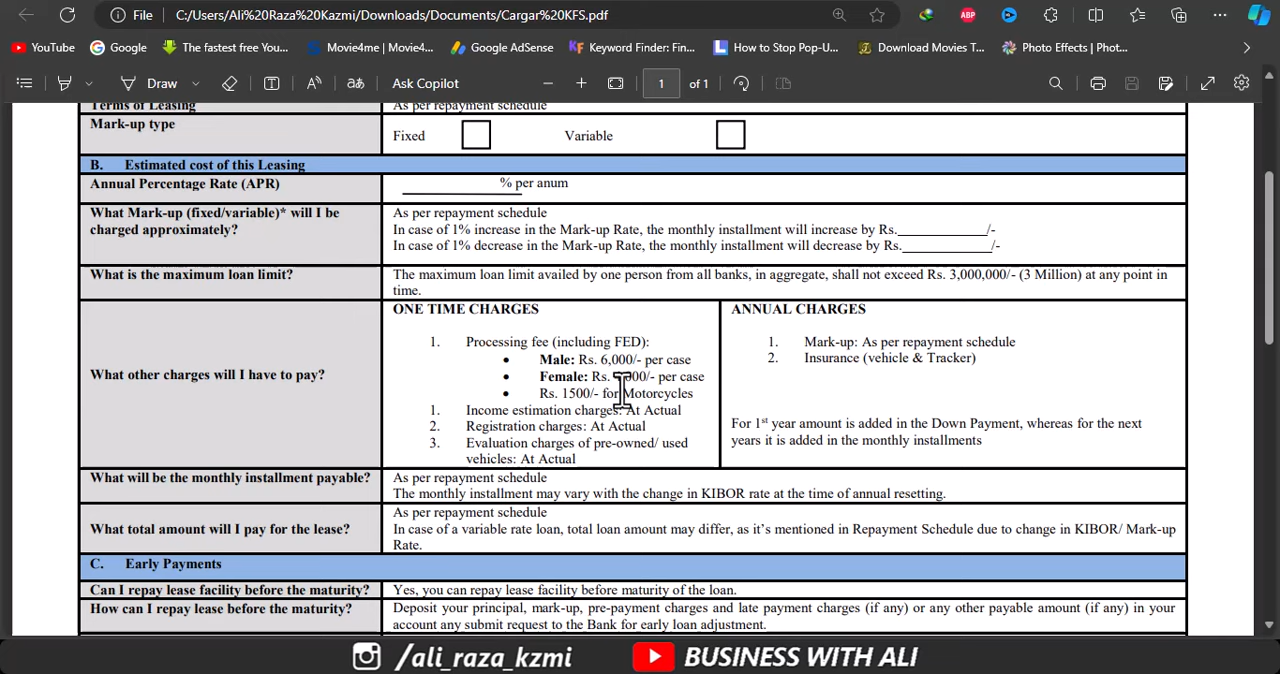 File C:/Users/Ali%20Raza%20Kazmi/Downloads/Documents/Cargar%20KFS.pdf
YouTube Google The fastest free You... Movie4me | Movie4... Google AdSense Keyword Finder: Fin... How to Stop Pop-U... Download Movies T... Photo Effects | Phot...
Draw aあ Ask Copilot 1 of 1
Terms of Leasing As per repayment schedule
Mark-up type
Fixed Variable
B. Estimated cost of this Leasing
Annual Percentage Rate (APR) % per anum
What Mark-up (fixed/variable)* will I be charged approximately?
As per repayment schedule
In case of 1% increase in the Mark-up Rate, the monthly installment will increase by Rs.____________/-
In case of 1% decrease in the Mark-up Rate, the monthly installment will decrease by Rs.____________/-
What is the maximum loan limit?
The maximum loan limit availed by one person from all banks, in aggregate, shall not exceed Rs. 3,000,000/- (3 Million) at any point in
time.
What other charges will I have to pay?
ONE TIME CHARGES
1. Processing fee (including FED):
• Male: Rs. 6,000/- per case
• Female: Rs. 000/- per case
• Rs. 1500/- for Motorcycles
1. Income estimation charges: At Actual
2. Registration charges: At Actual
3. Evaluation charges of pre-owned/ used
vehicles: At Actual
ANNUAL CHARGES
1. Mark-up: As per repayment schedule
2. Insurance (vehicle & Tracker)
For 1st year amount is added in the Down Payment, whereas for the next
years it is added in the monthly installments
What will be the monthly installment payable?
As per repayment schedule
The monthly installment may vary with the change in KIBOR rate at the time of annual resetting.
What total amount will I pay for the lease?
As per repayment schedule
In case of a variable rate loan, total loan amount may differ, as it's mentioned in Repayment Schedule due to change in KIBOR/ Mark-up
Rate.
C. Early Payments
Can I repay lease facility before the maturity? Yes, you can repay lease facility before maturity of the loan.
How can I repay lease before the maturity?
Deposit your principal, mark-up, pre-payment charges and late payment charges (if any) or any other payable amount (if any) in your
account any submit request to the Bank for early loan adjustment.
/ali_raza_kzmi BUSINESS WITH ALI